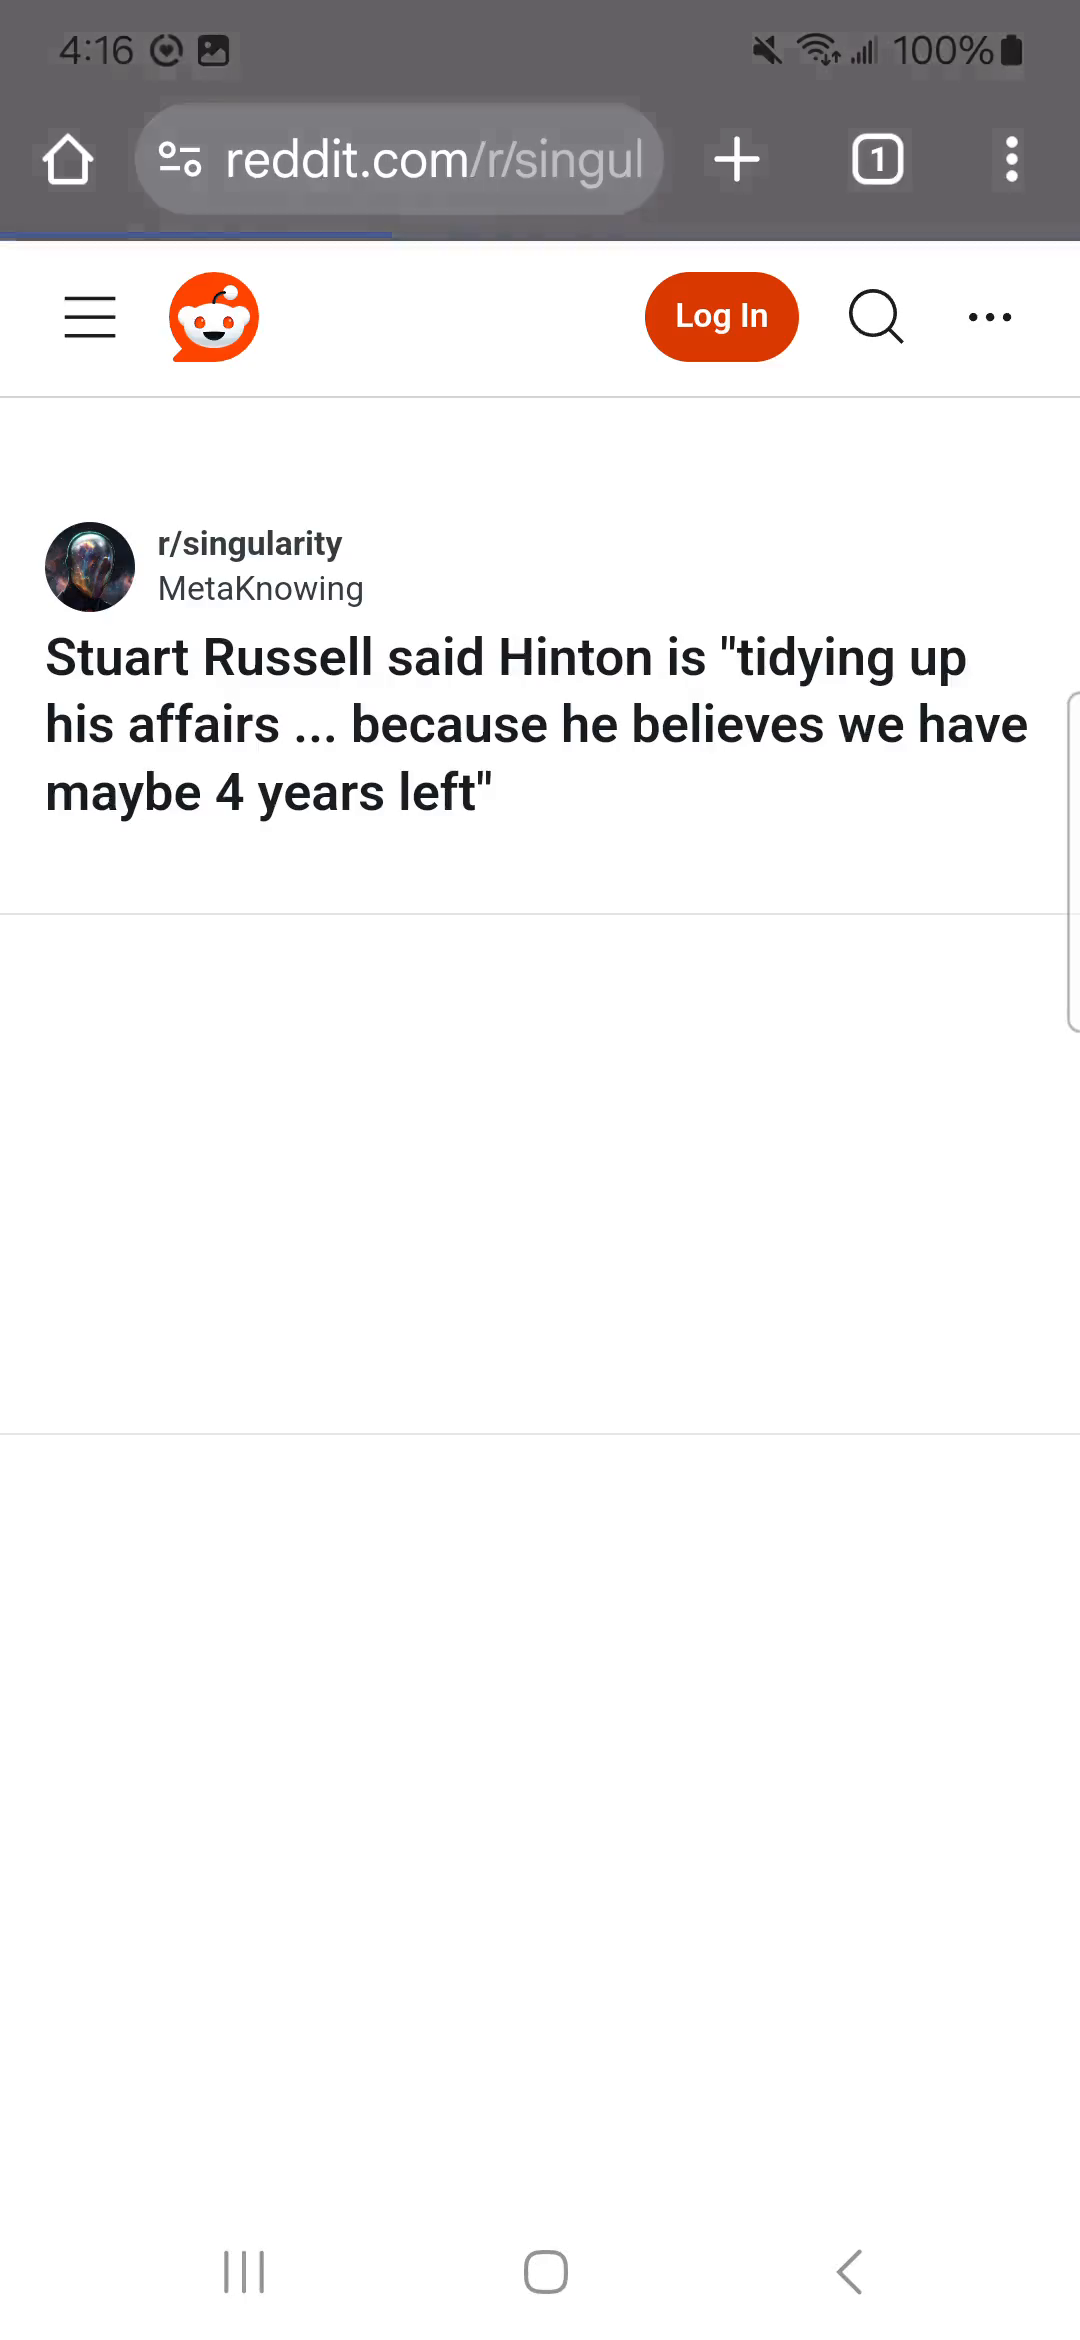 4:16
100%
reddit.com/r/singul
1
Log In
r/singularity
MetaKnowing
Stuart Russell said Hinton is "tidying up
his affairs ... because he believes we have
maybe 4 years left"